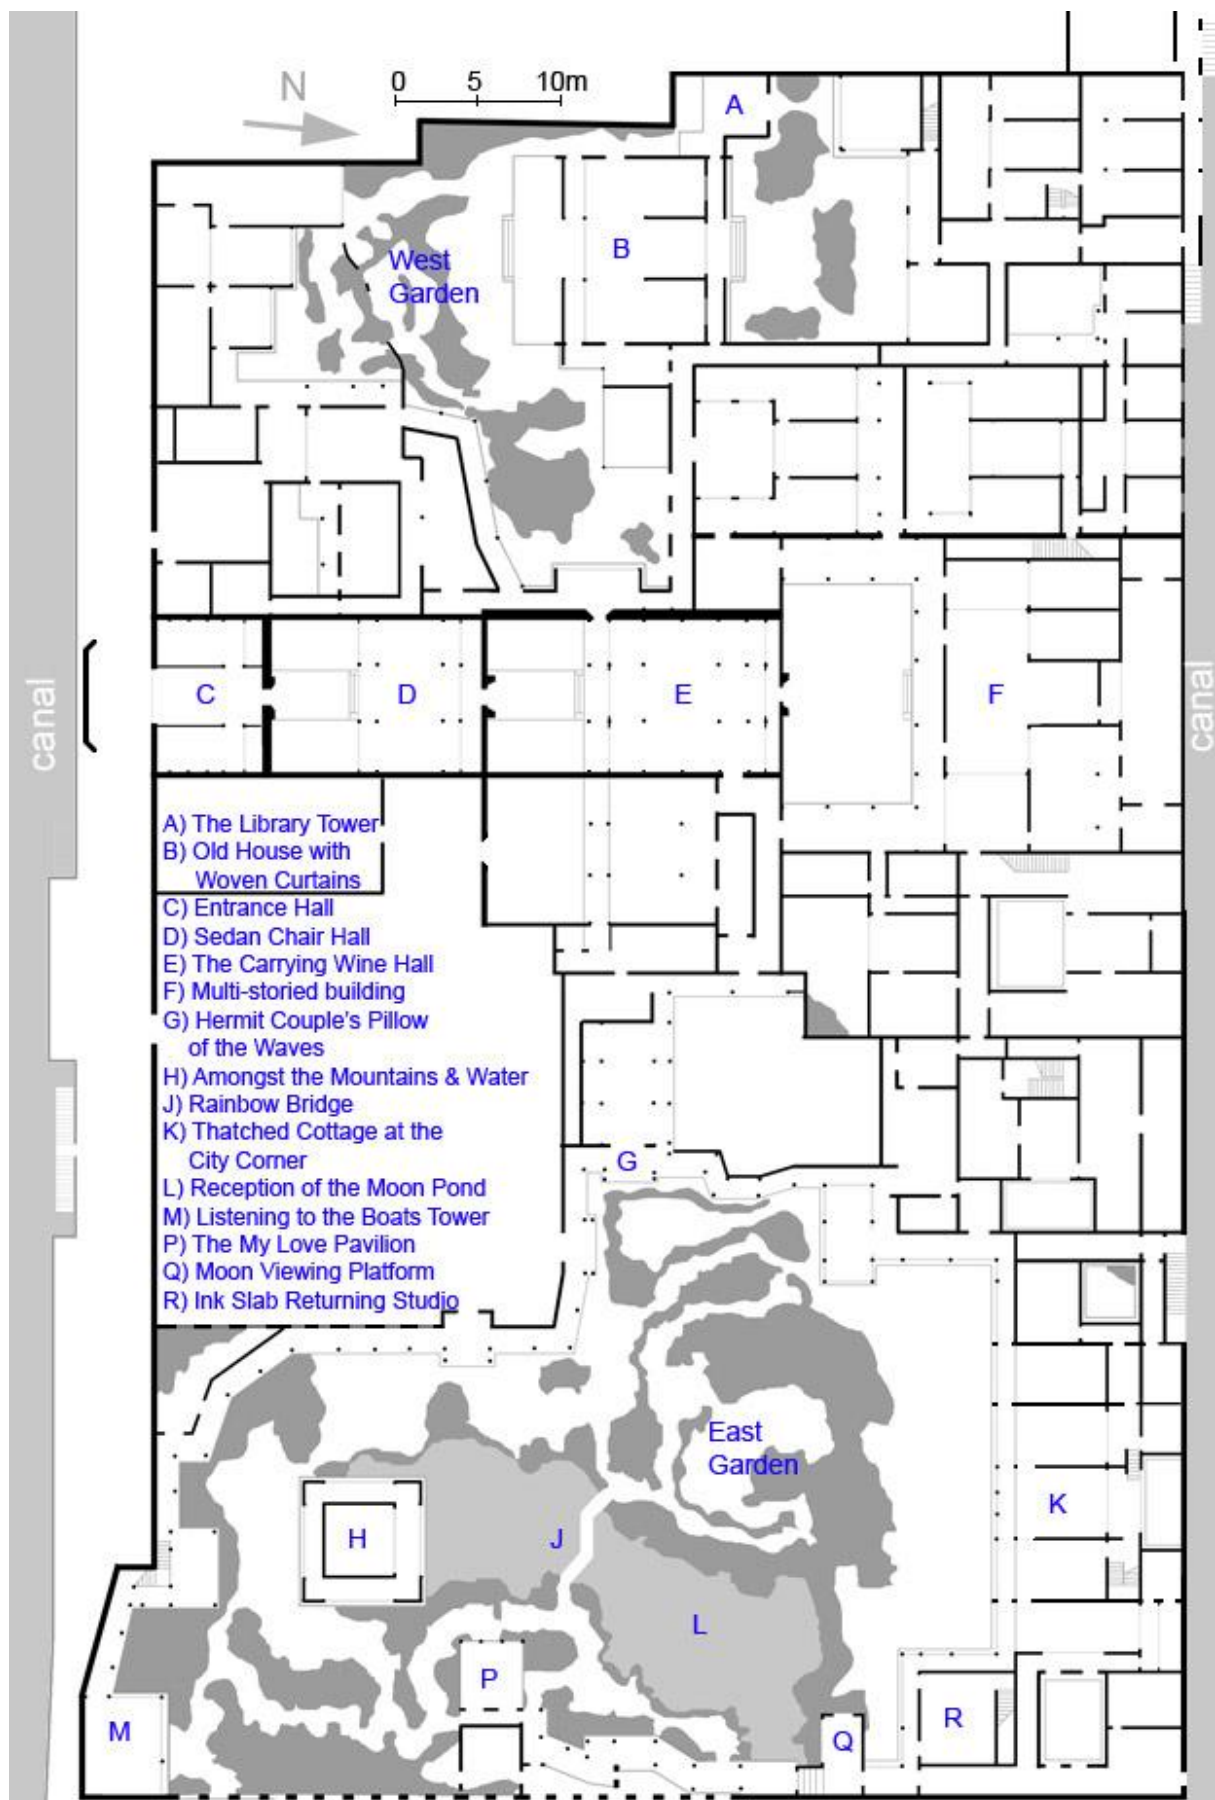 N
0 5 10m
A
B
West
Garden
canal
C
D
E
F
canal
A) The Library Tower
B) Old House with
Woven Curtains
C) Entrance Hall
D) Sedan Chair Hall
E) The Carrying Wine Hall
F) Multi-storied building
G) Hermit Couple's Pillow
of the Waves
H) Amongst the Mountains & Water
J) Rainbow Bridge
K) Thatched Cottage at the
City Corner
L) Reception of the Moon Pond
M) Listening to the Boats Tower
P) The My Love Pavilion
Q) Moon Viewing Platform
R) Ink Slab Returning Studio
G
East
Garden
K
H
J
L
P
M
Q
R